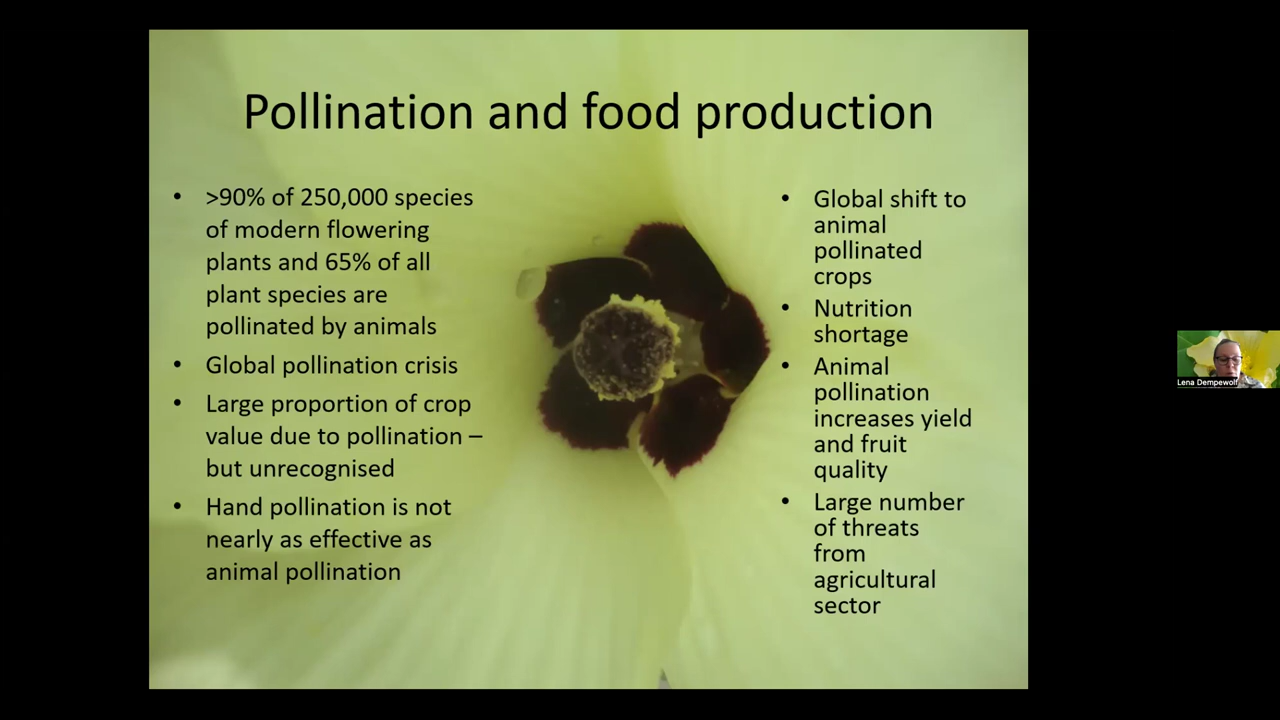 Pollination and food production
• >90% of 250,000 species
of modern flowering
plants and 65% of all
plant species are
pollinated by animals
• Global pollination crisis
• Large proportion of crop
value due to pollination –
but unrecognised
• Hand pollination is not
nearly as effective as
animal pollination
• Global shift to
animal
pollinated
crops
• Nutrition
shortage
• Animal
pollination
increases yield
and fruit
quality
• Large number
of threats
from
agricultural
sector
Lena Dempewolf